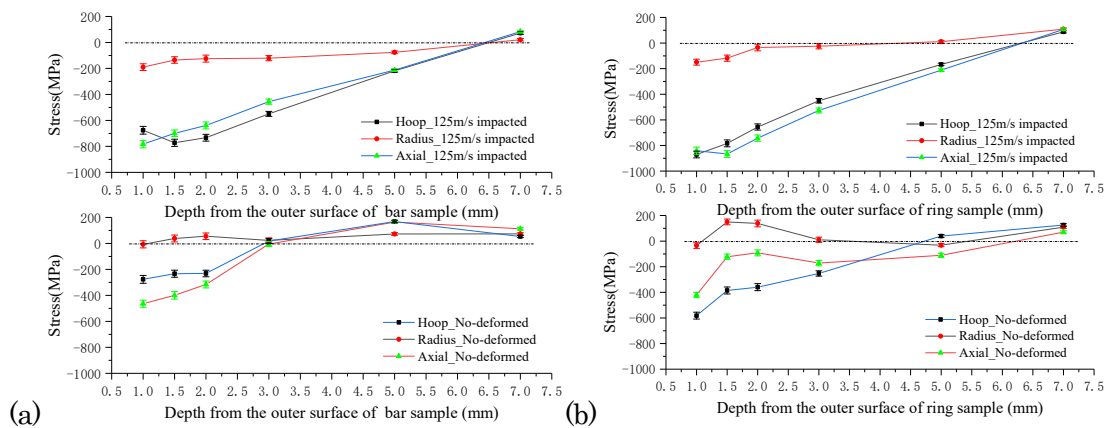 200
0
-200
-400
-600
-800
-1000
Stress(MPa)
Hoop_125m/s impacted
Radius_125m/s impacted
Axial_125m/s impacted
0.5 1.0 1.5 2.0 2.5 3.0 3.5 4.0 4.5 5.0 5.5 6.0 6.5 7.0 7.5
Depth from the outer surface of bar sample (mm)
200
0
-200
-400
-600
-800
-1000
Stress(MPa)
Hoop_No-deformed
Radius_No-deformed
Axial_No-deformed
0.5 1.0 1.5 2.0 2.5 3.0 3.5 4.0 4.5 5.0 5.5 6.0 6.5 7.0 7.5
Depth from the outer surface of bar sample (mm)
(a)
200
0
-200
-400
-600
-800
-1000
Stress(MPa)
Hoop_125m/s impacted
Radius_125m/s impacted
Axial_125m/s impacted
0.5 1.0 1.5 2.0 2.5 3.0 3.5 4.0 4.5 5.0 5.5 6.0 6.5 7.0 7.5
Depth from the outer surface of ring sample (mm)
200
0
-200
-400
-600
-800
-1000
Stress(MPa)
Hoop_No-deformed
Radius_No-deformed
Axial_No-deformed
0.5 1.0 1.5 2.0 2.5 3.0 3.5 4.0 4.5 5.0 5.5 6.0 6.5 7.0 7.5
Depth from the outer surface of ring sample (mm)
(b)